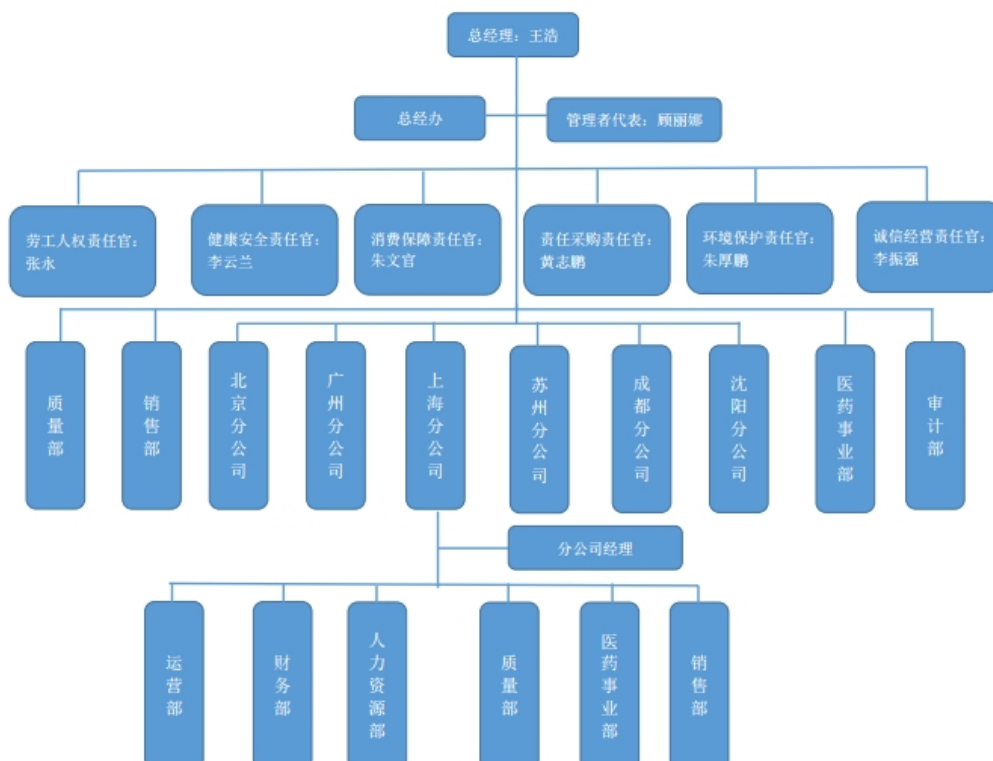 总经理：王浩
总经办
管理者代表：顾丽娜
劳工人权责任官：
张永
健康安全责任官：
李云兰
消费保障责任官：
朱文官
责任采购责任官：
黄志鹏
环境保护责任官：
朱厚鹏
诚信经营责任官：
李振强
质量部
销售部
北京分公司
广州分公司
上海分公司
苏州分公司
成都分公司
沈阳分公司
医药事业部
审计部
分公司经理
运营部
财务部
人力资源部
质量部
医药事业部
销售部